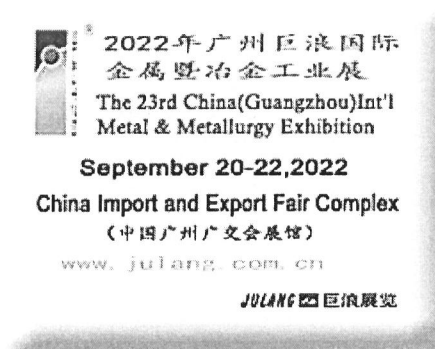 2022年广州巨浪国际
金属暨冶金工业展
The 23rd China(Guangzhou)Int'l
Metal & Metallurgy Exhibition
September 20-22,2022
China Import and Export Fair Complex
(中国广州广交会展馆)
www.julang.com.cn
JULANG 巨浪展览